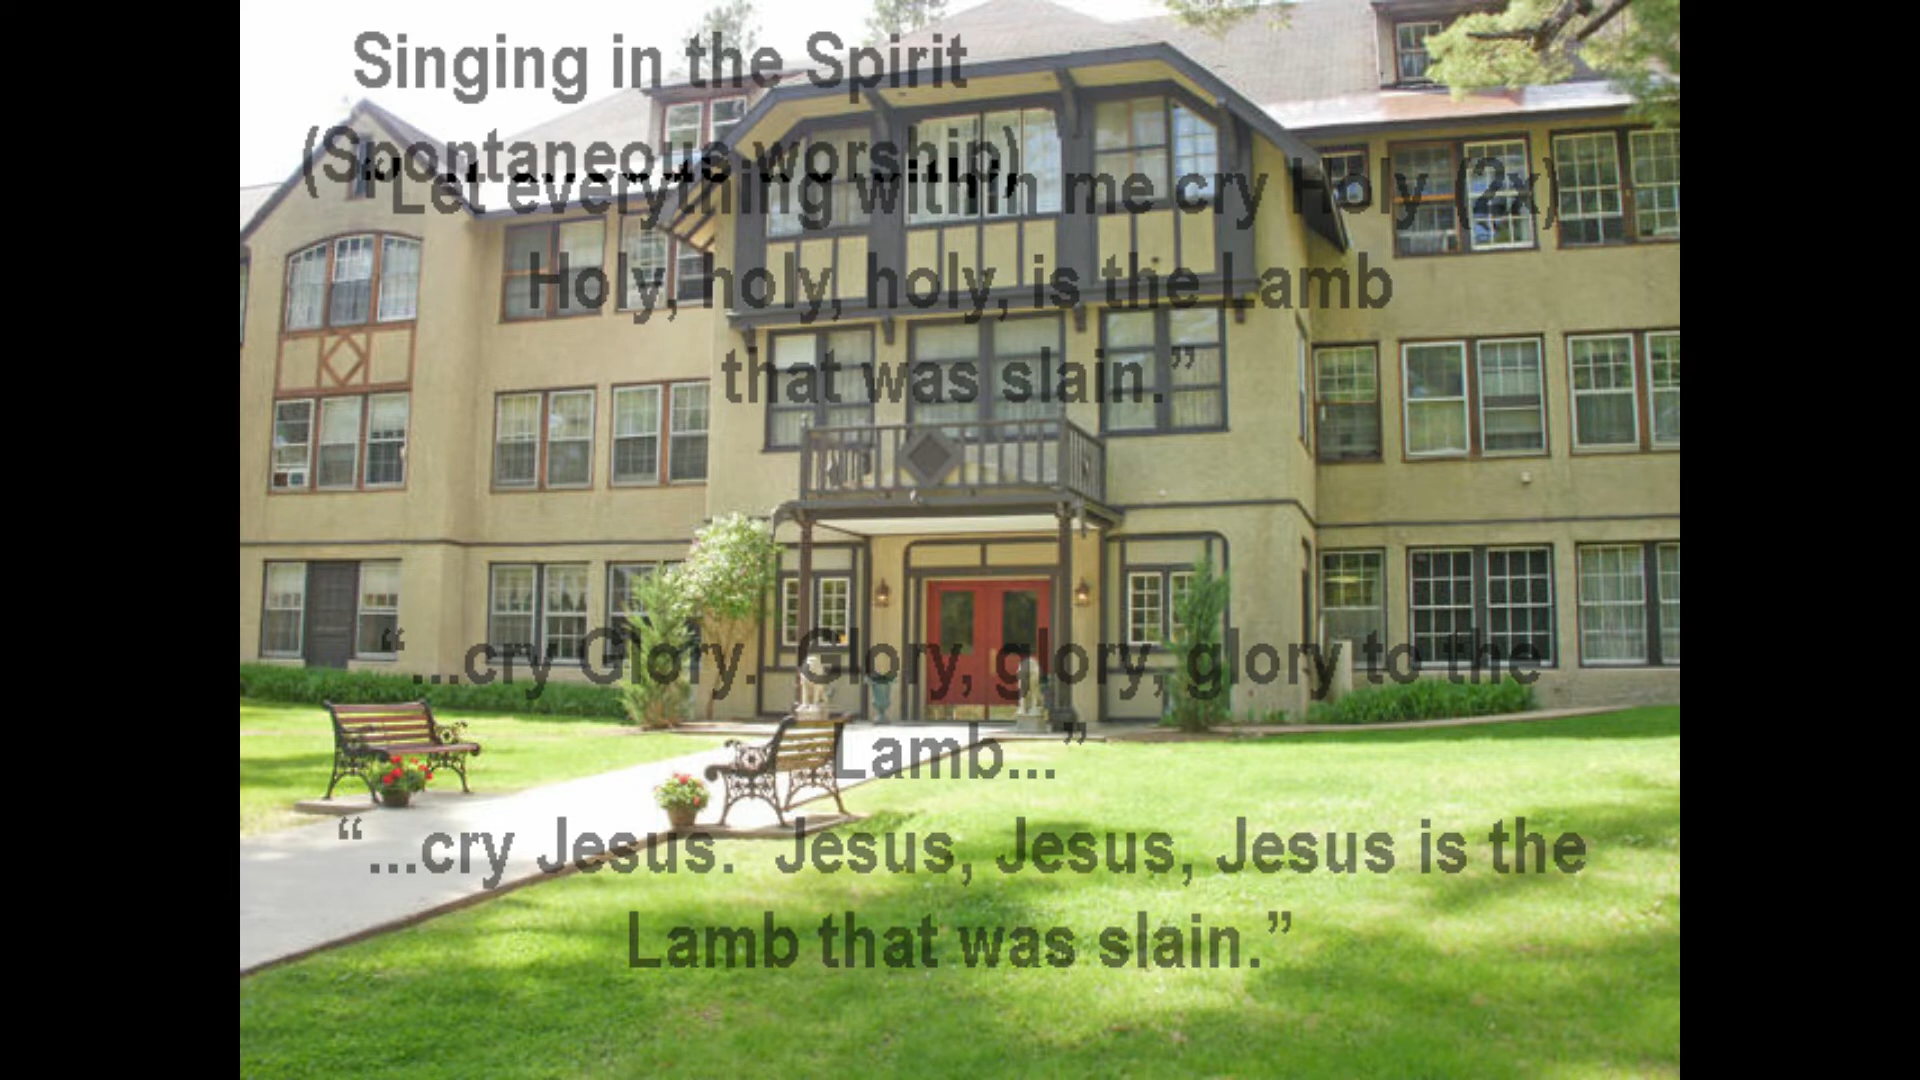 Singing in the Spirit
(Spontaneous worship)
“Let everything within me cry Holy (2x)
Holy, holy, holy, is the Lamb
that was slain.”
“...cry Glory.  Glory, glory, glory to the
Lamb...”
“...cry Jesus.  Jesus, Jesus, Jesus is the
Lamb that was slain.”